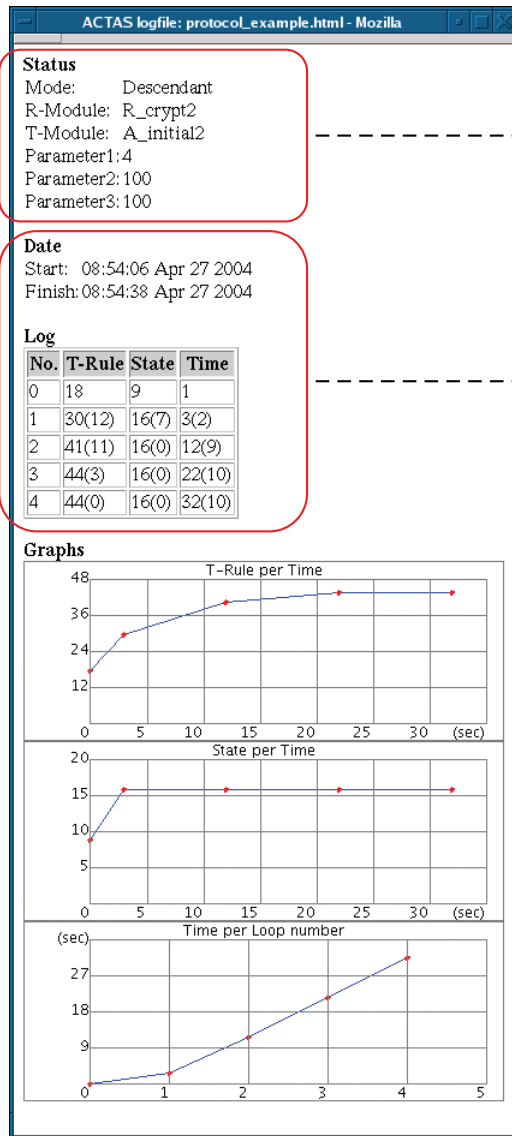 ACTAS logfile: protocol_example.html - Mozilla
Status
Mode: Descendant
R-Module: R_crypt2
T-Module: A_initial2
Parameter1: 4
Parameter2: 100
Parameter3: 100
Date
Start: 08:54:06 Apr 27 2004
Finish: 08:54:38 Apr 27 2004
Log
No. T-Rule State Time
0 18 9 1
1 30(12) 16(7) 3(2)
2 41(11) 16(0) 12(9)
3 44(3) 16(0) 22(10)
4 44(0) 16(0) 32(10)
Graphs
T-Rule per Time
48
36
24
12
0 5 10 15 20 25 30 (sec)
State per Time
20
15
10
5
0 5 10 15 20 25 30 (sec)
Time per Loop number
(sec)
27
18
9
0 1 2 3 4 5